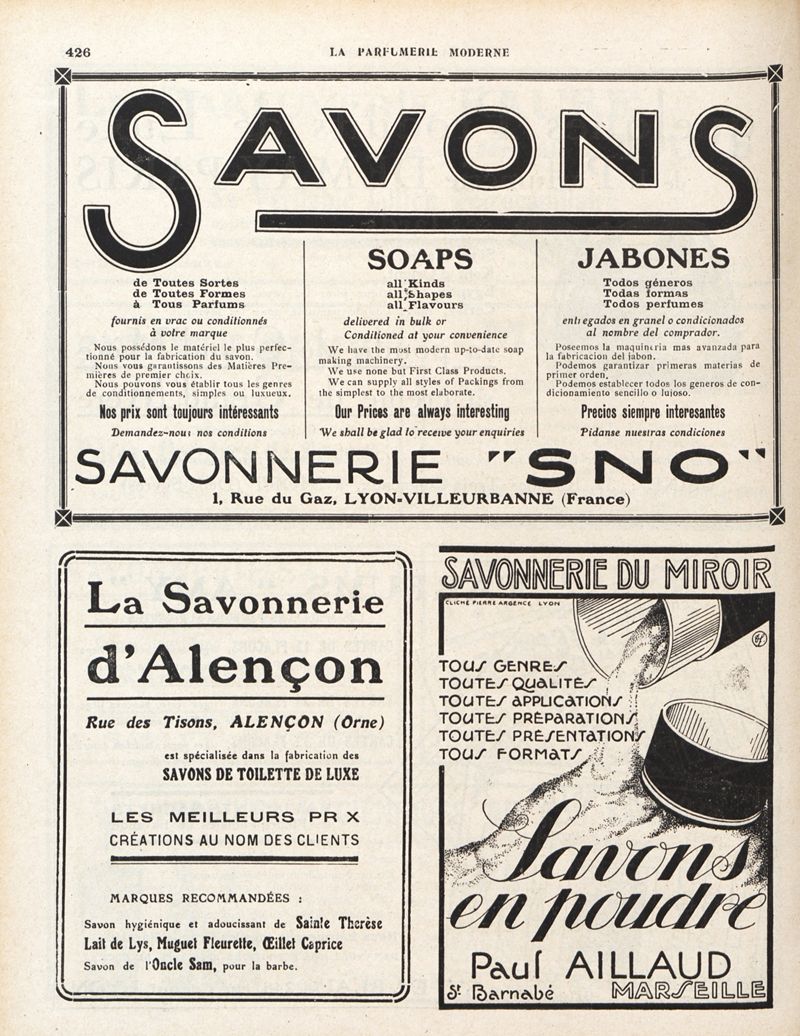 426
LA PARFUMERIE MODERNE
SAVONS
de Toutes Sortes
de Toutes Formes
à Tous Parfums
fournis en vrac ou conditionnés
à votre marque
Nous possédons le matériel le plus perfec-
tionné pour la fabrication du savon.
Nous vous garantissons des Matières Pre-
mières de premier choix.
Nous pouvons vous établir tous les genres
de conditionnements, simples ou luxueux.
Nos prix sont toujours intéressants
Demandez-nous nos conditions
SOAPS
all Kinds
all Shapes
all Flavours
delivered in bulk or
Conditioned at your convenience
We have the most modern up-to-date soap
making machinery.
We use none but First Class Products.
We can supply all styles of Packings from
the simplest to the most elaborate.
Our Prices are always interesting
We shall be glad to receive your enquiries
JABONES
Todos géneros
Todas formas
Todos perfumes
entregados en granel o condicionados
al nombre del comprador.
Poseemos la maquinería mas avanzada para
la fabricacion del jabon.
Podemos garantizar primeras materias de
primer orden.
Podemos establecer todos los generos de con-
dicionamiento sencillo o lujoso.
Precios siempre interesantes
Pidanse nuestras condiciones
SAVONNERIE "SNO"
1, Rue du Gaz, LYON-VILLEURBANNE (France)
La Savonnerie
d'Alençon
Rue des Tisons, ALENÇON (Orne)
est spécialisée dans la fabrication des
SAVONS DE TOILETTE DE LUXE
LES MEILLEURS PR X
CRÉATIONS AU NOM DES CLIENTS
MARQUES RECOMMANDÉES :
Savon hygiénique et adoucissant de Sainte Therèse
Lait de Lys, Muguet Fleurette, Œillet Caprice
Savon de l'Oncle Sam, pour la barbe.
SAVONNERIE DU MIROIR
CLICHÉ PIERRE ARGENCE LYON
TOUS GENRES
TOUTES QUALITÉS
TOUTES APPLICATIONS
TOUTES PRÉPARATIONS
TOUTES PRÉSENTATIONS
TOUS FORMATS
Savons
en poudre
Paul AILLAUD
St Barnabé MARSEILLE